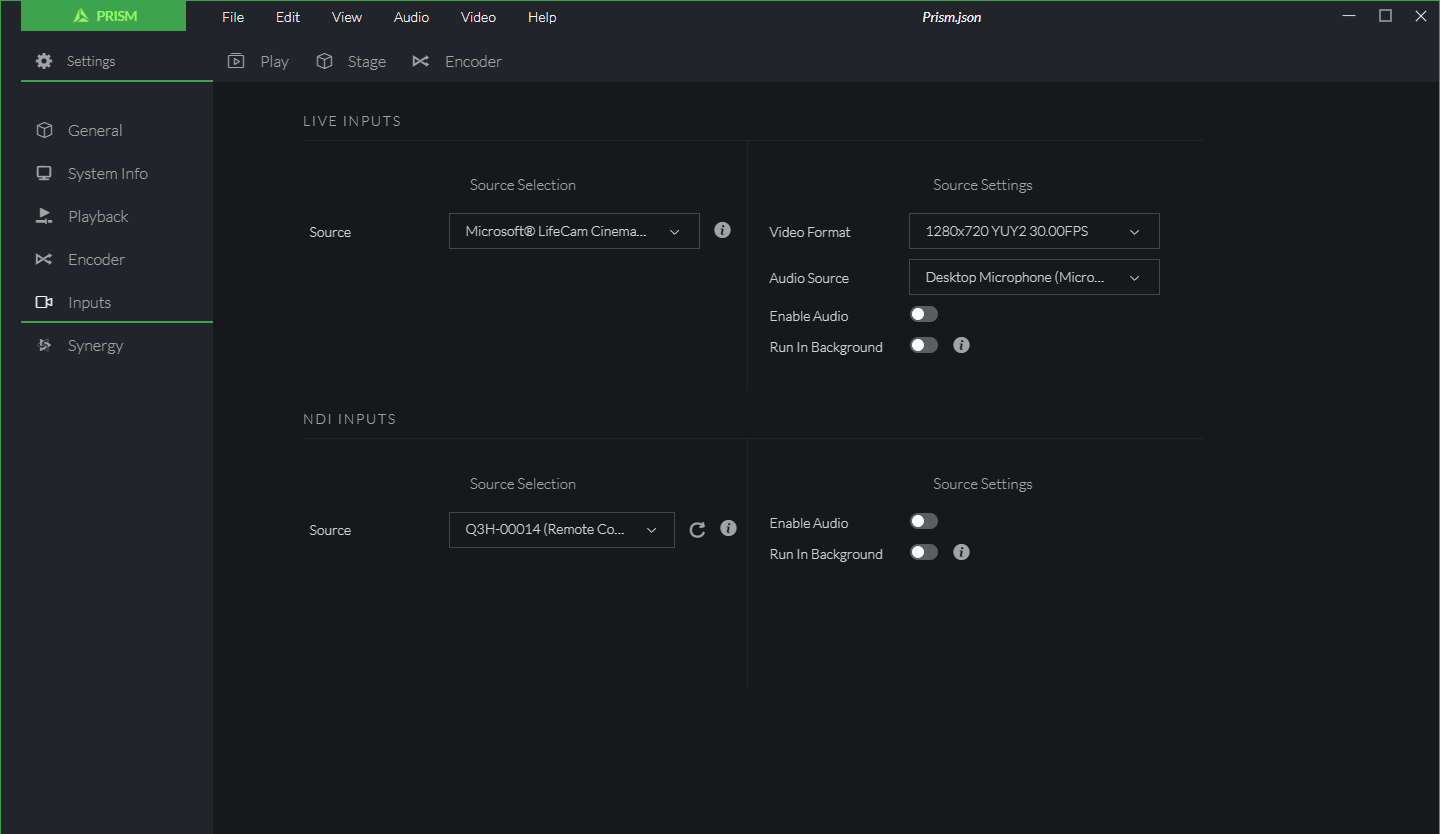 PRISM File Edit View Audio Video Help Prism.json
Settings Play Stage Encoder
General
System Info
Playback
Encoder
Inputs
Synergy
LIVE INPUTS
Source Selection
Source Microsoft® LifeCam Cinema...
Source Settings
Video Format 1280x720 YUY2 30.00FPS
Audio Source Desktop Microphone (Micro...
Enable Audio
Run In Background
NDI INPUTS
Source Selection
Source Q3H-00014 (Remote Co...
Source Settings
Enable Audio
Run In Background